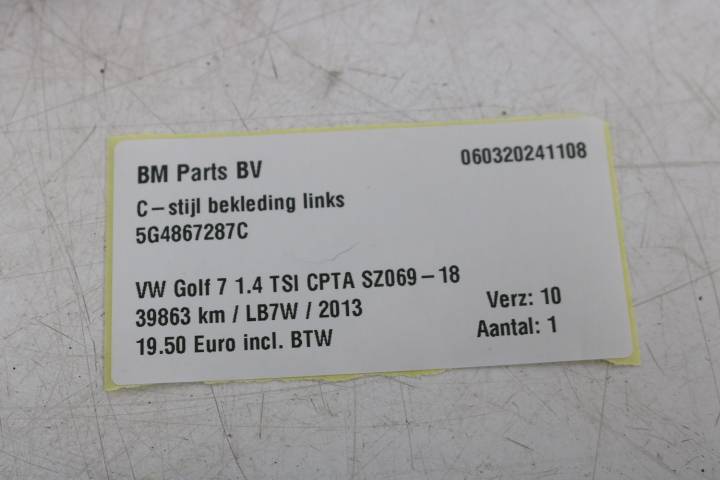 BM Parts BV
060320241108
C-stijl bekleding links
5G4867287C
VW Golf 7 1.4 TSI CPTA SZ069-18
39863 km / LB7W / 2013
Verz: 10
19.50 Euro incl. BTW
Aantal: 1